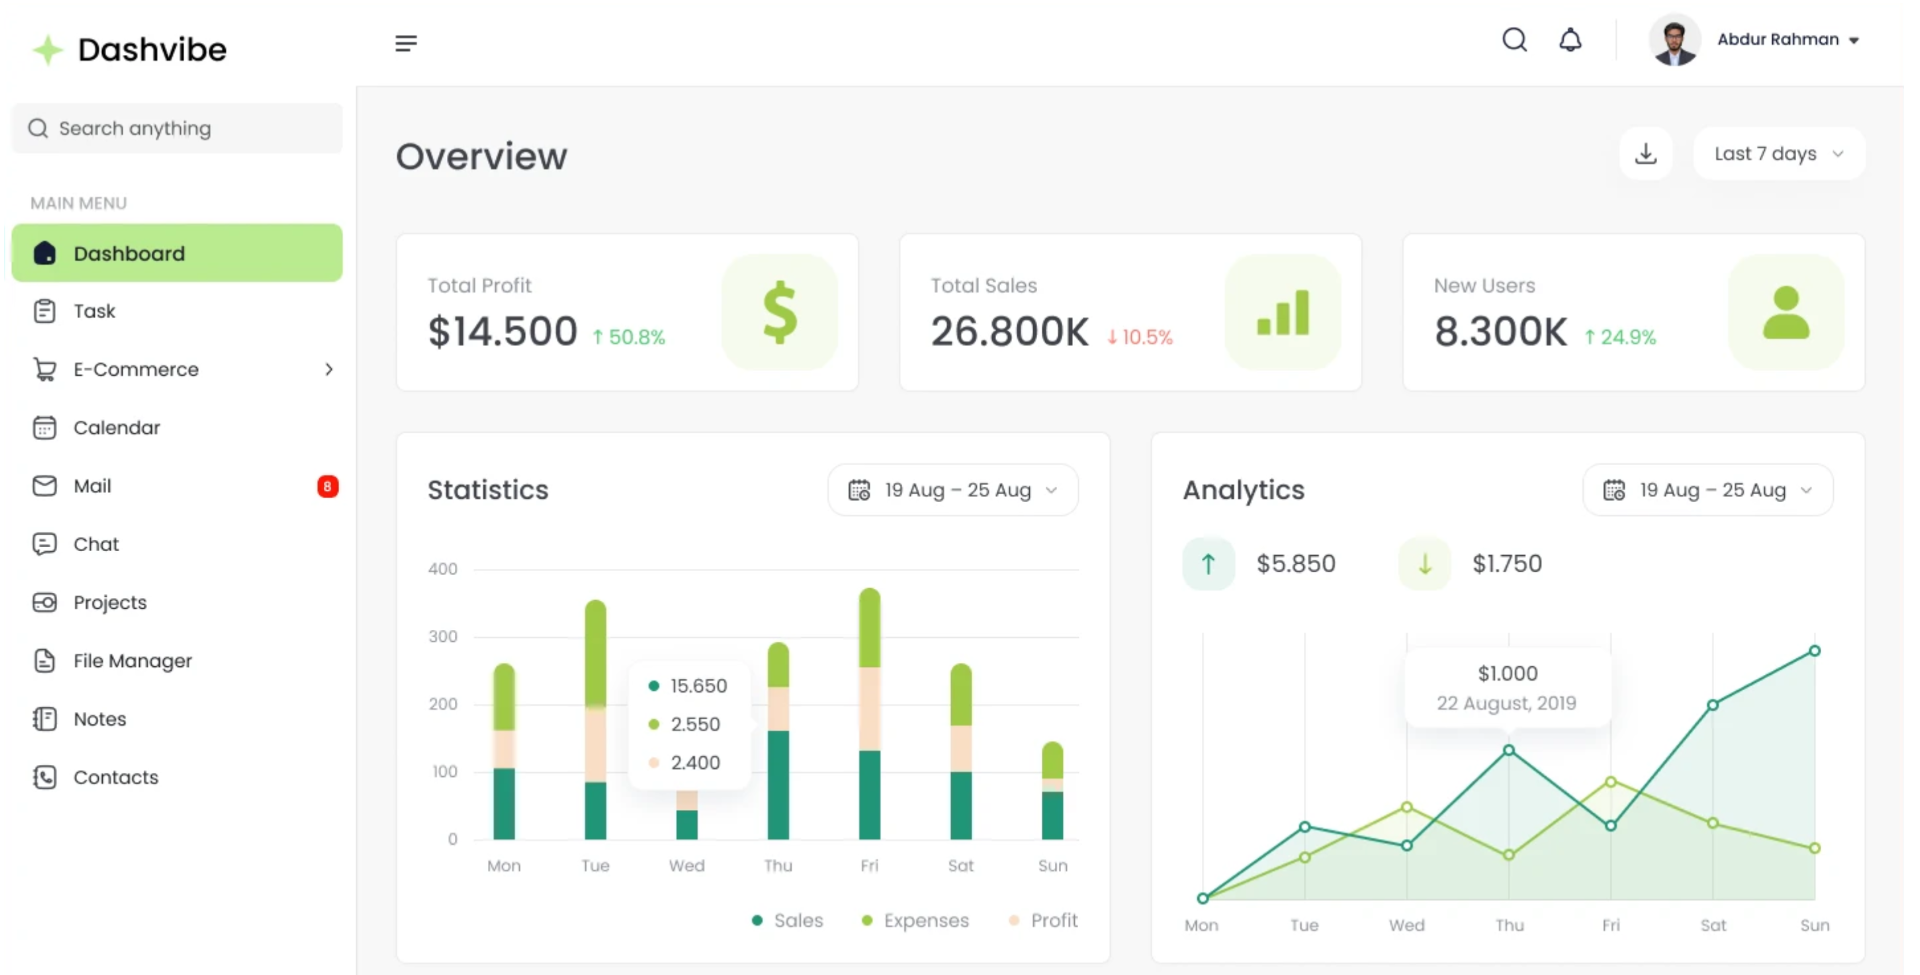 Dashvibe
Abdur Rahman
Search anything
MAIN MENU
Dashboard
Task
E-Commerce
Calendar
Mail
8
Chat
Projects
File Manager
Notes
Contacts
Overview
Last 7 days
Total Profit
$14.500 ↑ 50.8%
Total Sales
26.800K ↓ 10.5%
New Users
8.300K ↑ 24.9%
Statistics
19 Aug – 25 Aug
400
300
200
100
0
15.650
2.550
2.400
Mon Tue Wed Thu Fri Sat Sun
Sales Expenses Profit
Analytics
19 Aug – 25 Aug
↑ $5.850 ↓ $1.750
$1.000
22 August, 2019
Mon Tue Wed Thu Fri Sat Sun